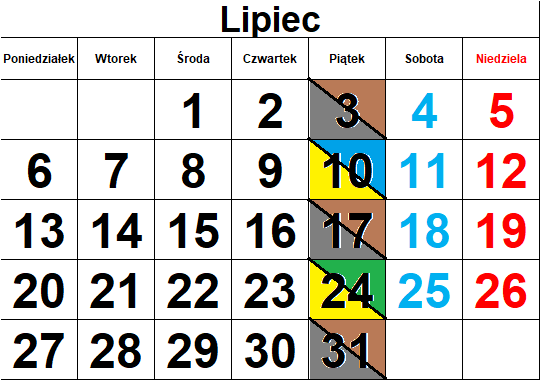 Lipiec
Poniedziałek Wtorek Środa Czwartek Piątek Sobota Niedziela
1 2 3 4 5
6 7 8 9 10 11 12
13 14 15 16 17 18 19
20 21 22 23 24 25 26
27 28 29 30 31